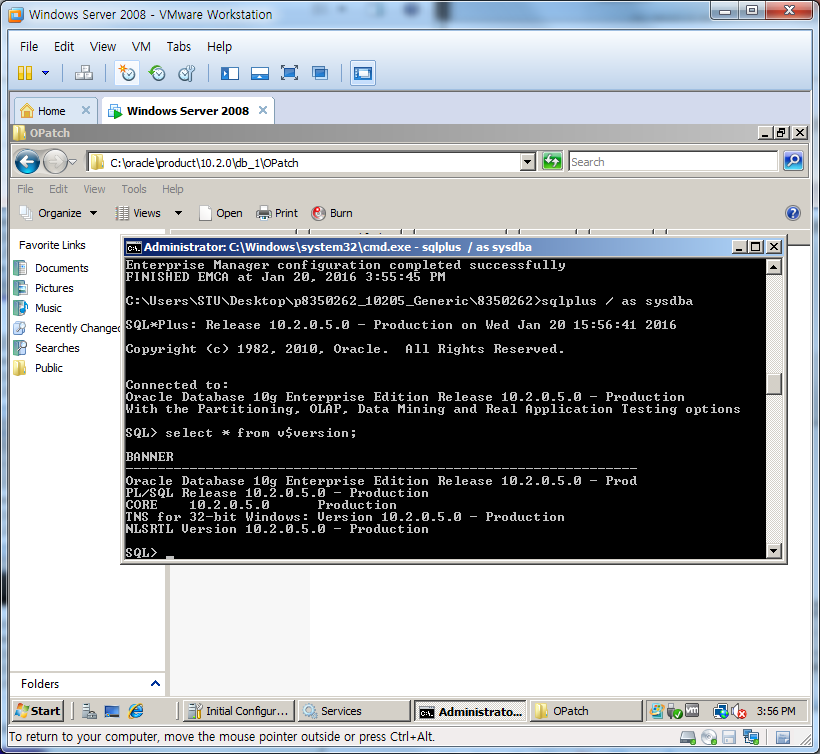 Windows Server 2008 - VMware Workstation
File Edit View VM Tabs Help
Home Windows Server 2008
OPatch
C:\oracle\product\10.2.0\db_1\OPatch Search
File Edit View Tools Help
Organize Views Open Print Burn
Favorite Links
Documents
Pictures
Music
Recently Changed
Searches
Public
Administrator: C:\Windows\system32\cmd.exe - sqlplus / as sysdba
Enterprise Manager configuration completed successfully
FINISHED EMCA at Jan 20, 2016 3:55:45 PM
C:\Users\STU\Desktop\p8350262_10205_Generic\8350262>sqlplus / as sysdba
SQL*Plus: Release 10.2.0.5.0 - Production on Wed Jan 20 15:56:41 2016
Copyright (c) 1982, 2010, Oracle. All Rights Reserved.
Connected to:
Oracle Database 10g Enterprise Edition Release 10.2.0.5.0 - Production
With the Partitioning, OLAP, Data Mining and Real Application Testing options
SQL> select * from v$version;
BANNER
----------------------------------------------------------------
Oracle Database 10g Enterprise Edition Release 10.2.0.5.0 - Prod
PL/SQL Release 10.2.0.5.0 - Production
CORE 10.2.0.5.0 Production
TNS for 32-bit Windows: Version 10.2.0.5.0 - Production
NLSRTL Version 10.2.0.5.0 - Production
SQL> _
Folders
Start Initial Configur... Services Administrato... OPatch 3:56 PM
To return to your computer, move the mouse pointer outside or press Ctrl+Alt.